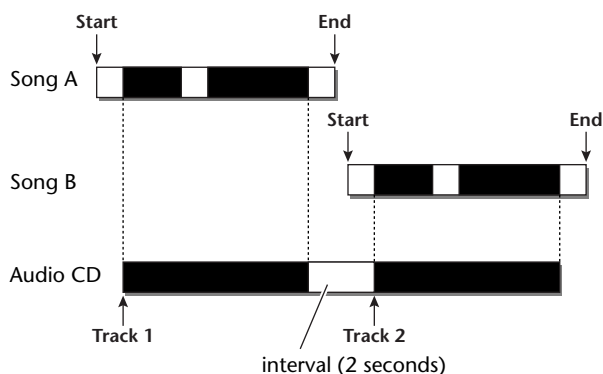 Start End
Song A
Start End
Song B
Audio CD
Track 1 Track 2
interval (2 seconds)